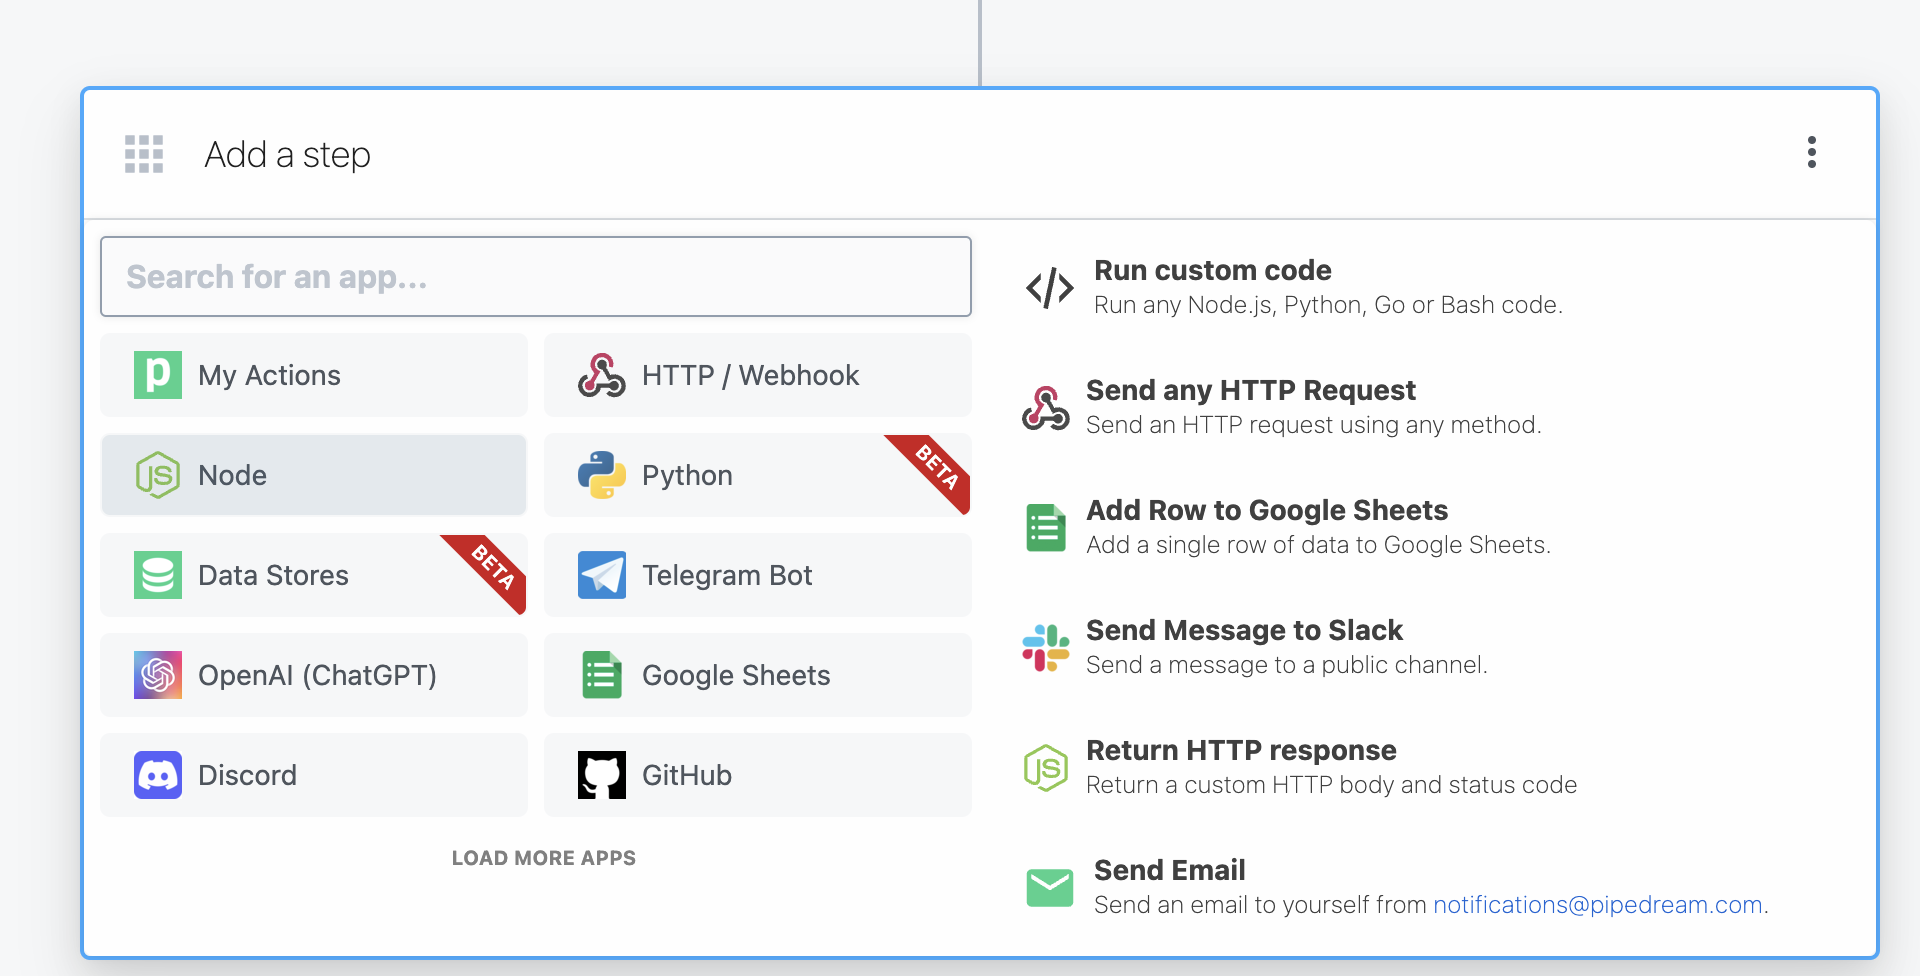 Add a step
Search for an app...
My Actions
HTTP / Webhook
Node
Python
BETA
Data Stores
BETA
Telegram Bot
OpenAI (ChatGPT)
Google Sheets
Discord
GitHub
LOAD MORE APPS
Run custom code
Run any Node.js, Python, Go or Bash code.
Send any HTTP Request
Send an HTTP request using any method.
Add Row to Google Sheets
Add a single row of data to Google Sheets.
Send Message to Slack
Send a message to a public channel.
Return HTTP response
Return a custom HTTP body and status code
Send Email
Send an email to yourself from notifications@pipedream.com.